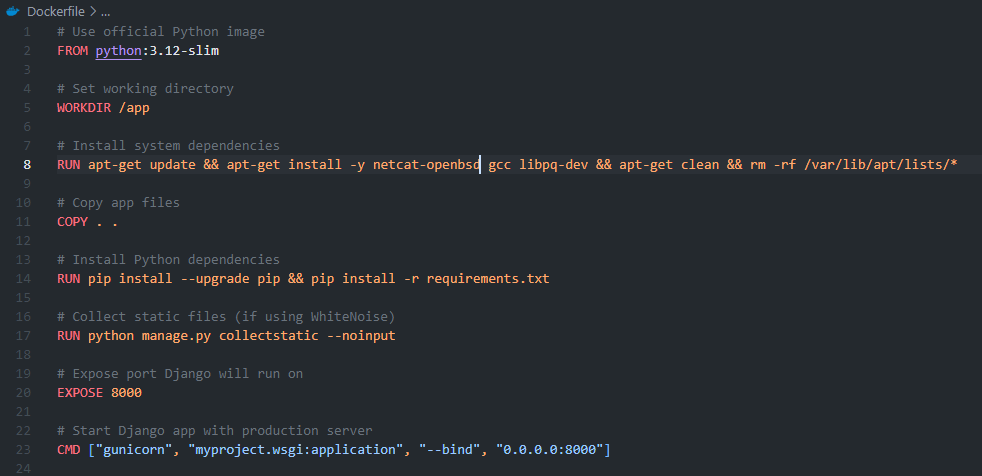 Dockerfile > ...
1 # Use official Python image
2 FROM python:3.12-slim
3
4 # Set working directory
5 WORKDIR /app
6
7 # Install system dependencies
8 RUN apt-get update && apt-get install -y netcat-openbsd gcc libpq-dev && apt-get clean && rm -rf /var/lib/apt/lists/*
9
10 # Copy app files
11 COPY . .
12
13 # Install Python dependencies
14 RUN pip install --upgrade pip && pip install -r requirements.txt
15
16 # Collect static files (if using WhiteNoise)
17 RUN python manage.py collectstatic --noinput
18
19 # Expose port Django will run on
20 EXPOSE 8000
21
22 # Start Django app with production server
23 CMD ["gunicorn", "myproject.wsgi:application", "--bind", "0.0.0.0:8000"]
24